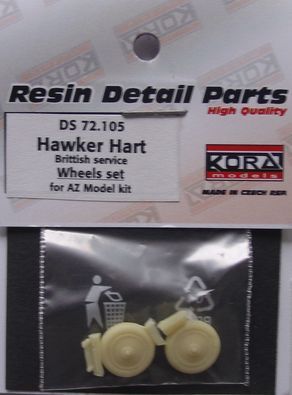 Resin Detail Parts
High Quality
DS 72.105
Hawker Hart
Brittish service
Wheels set
for AZ Model kit
KORA
models
MADE IN CZECH REP.